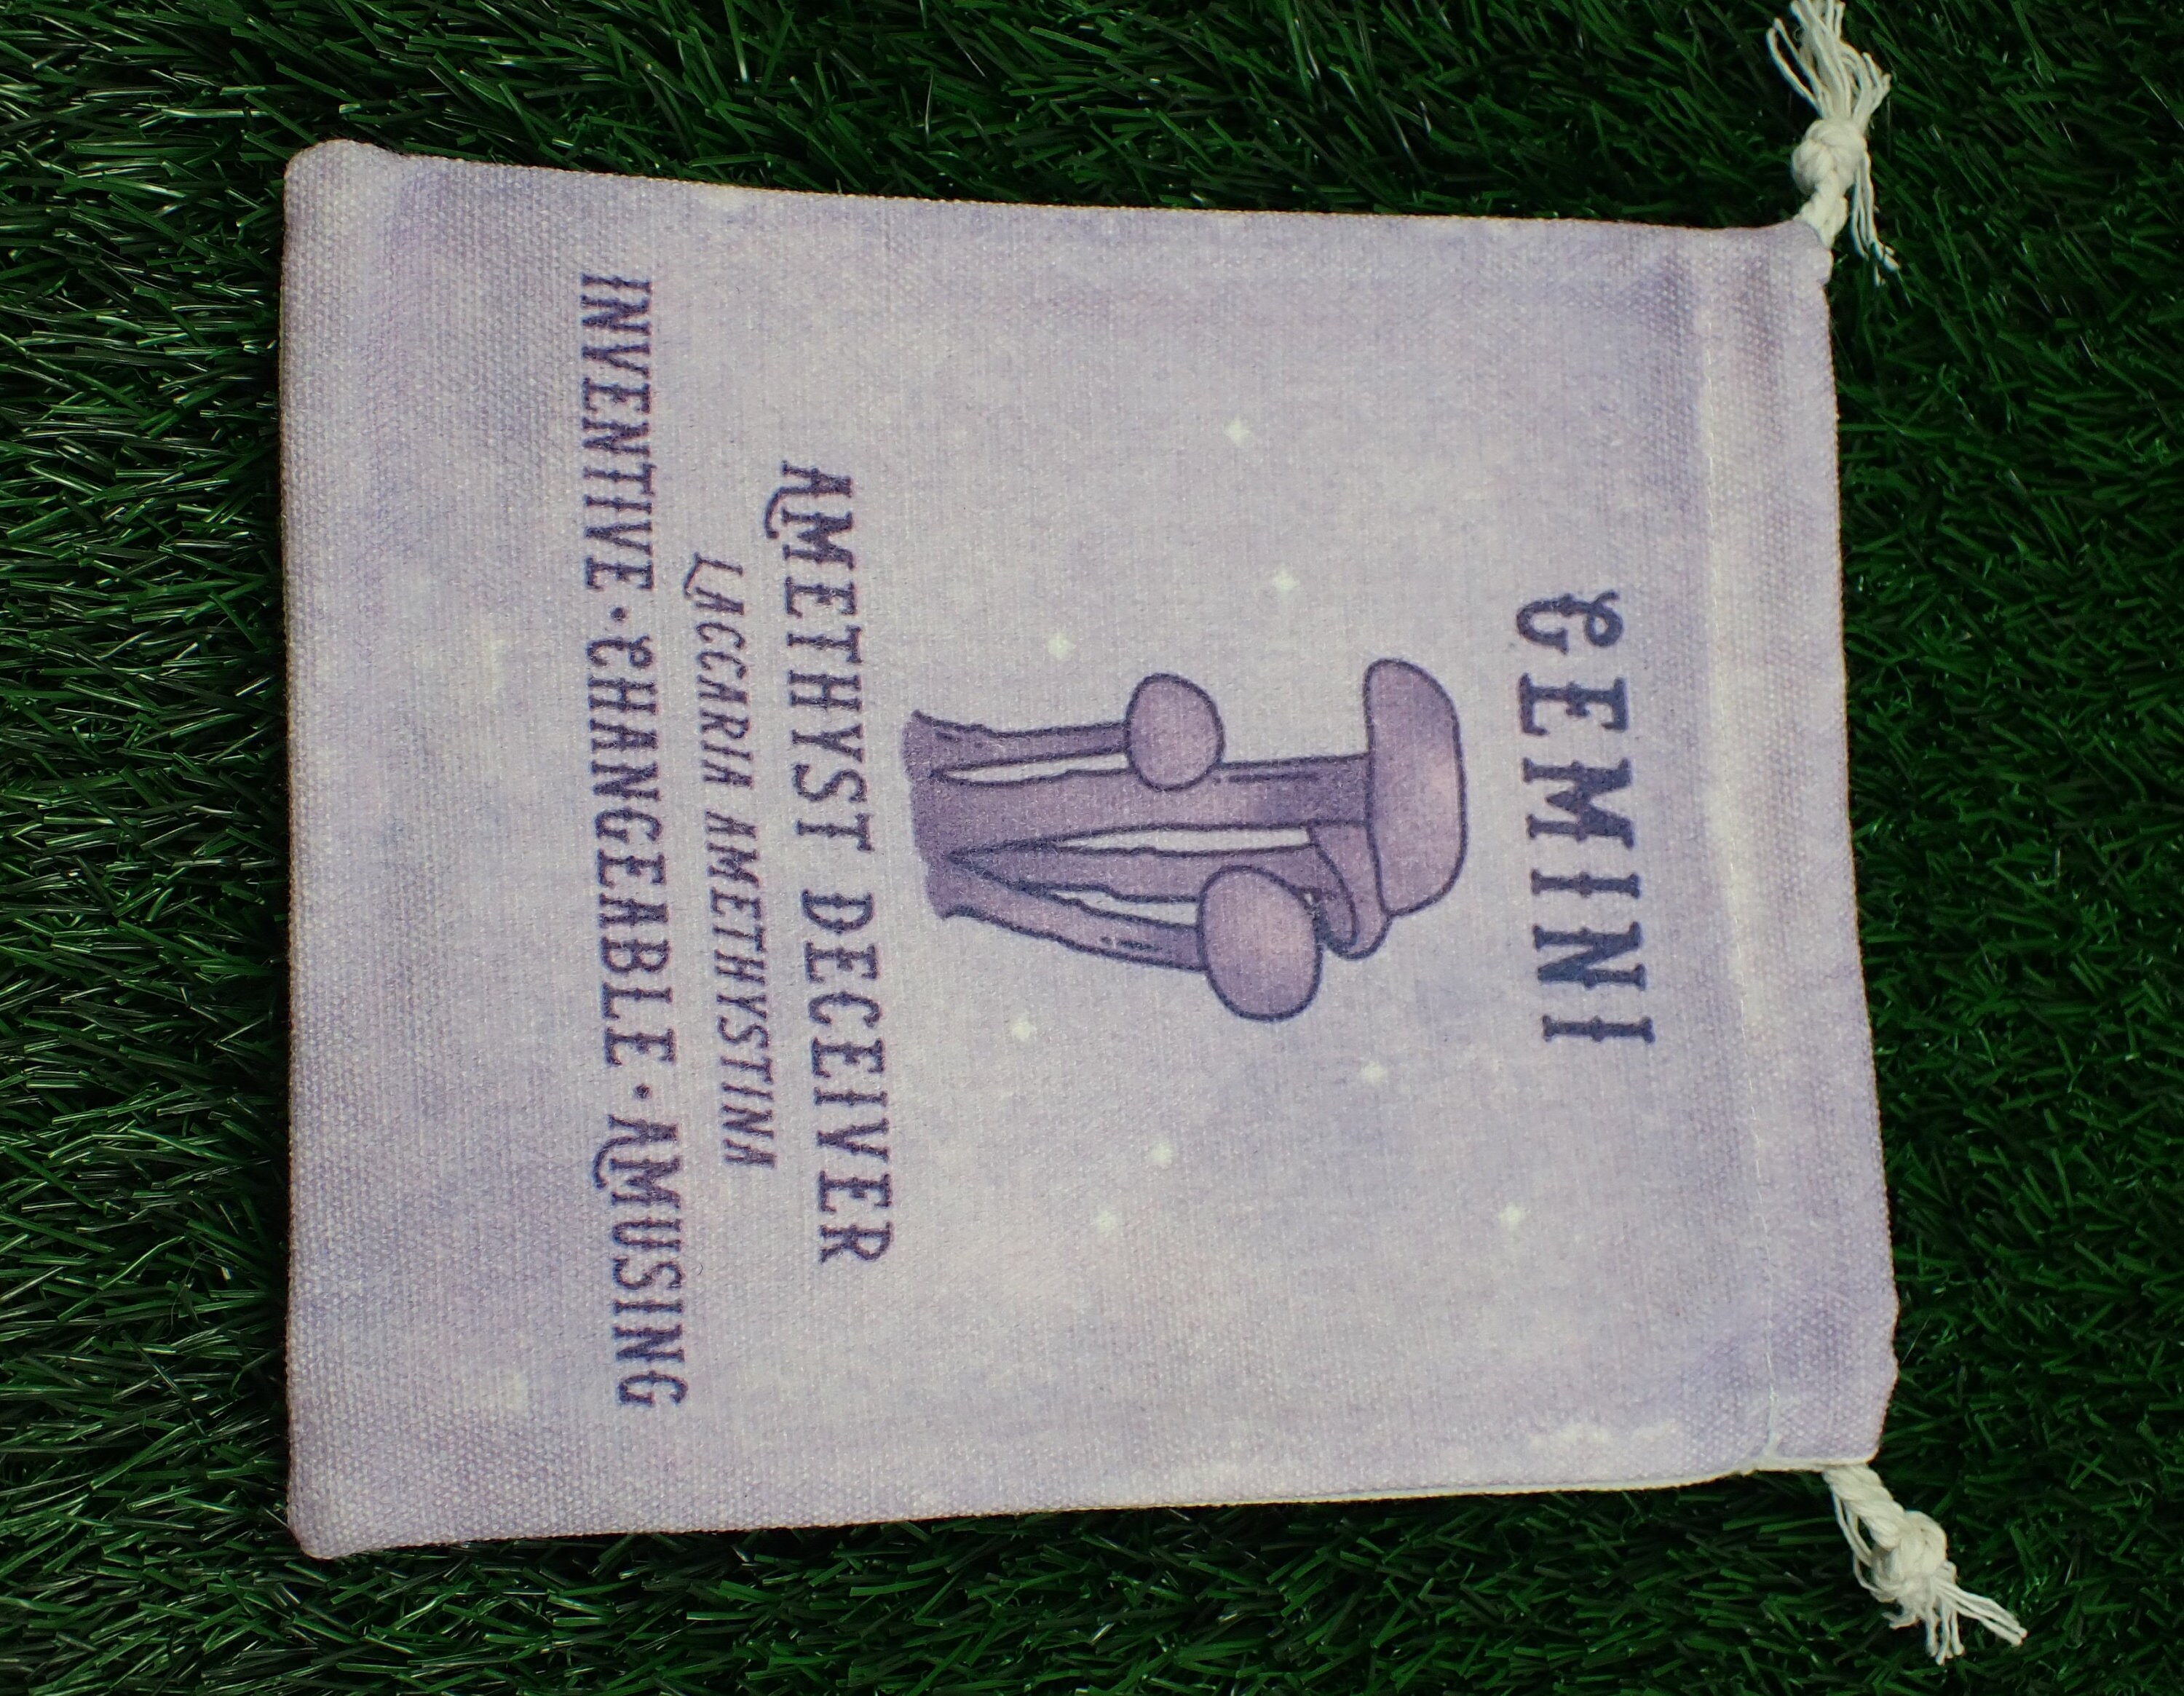 GEMINI
AMETHYST DECEIVER
LACCARIA AMETHYSTINA
INVENTIVE · CHANGEABLE · AMUSING